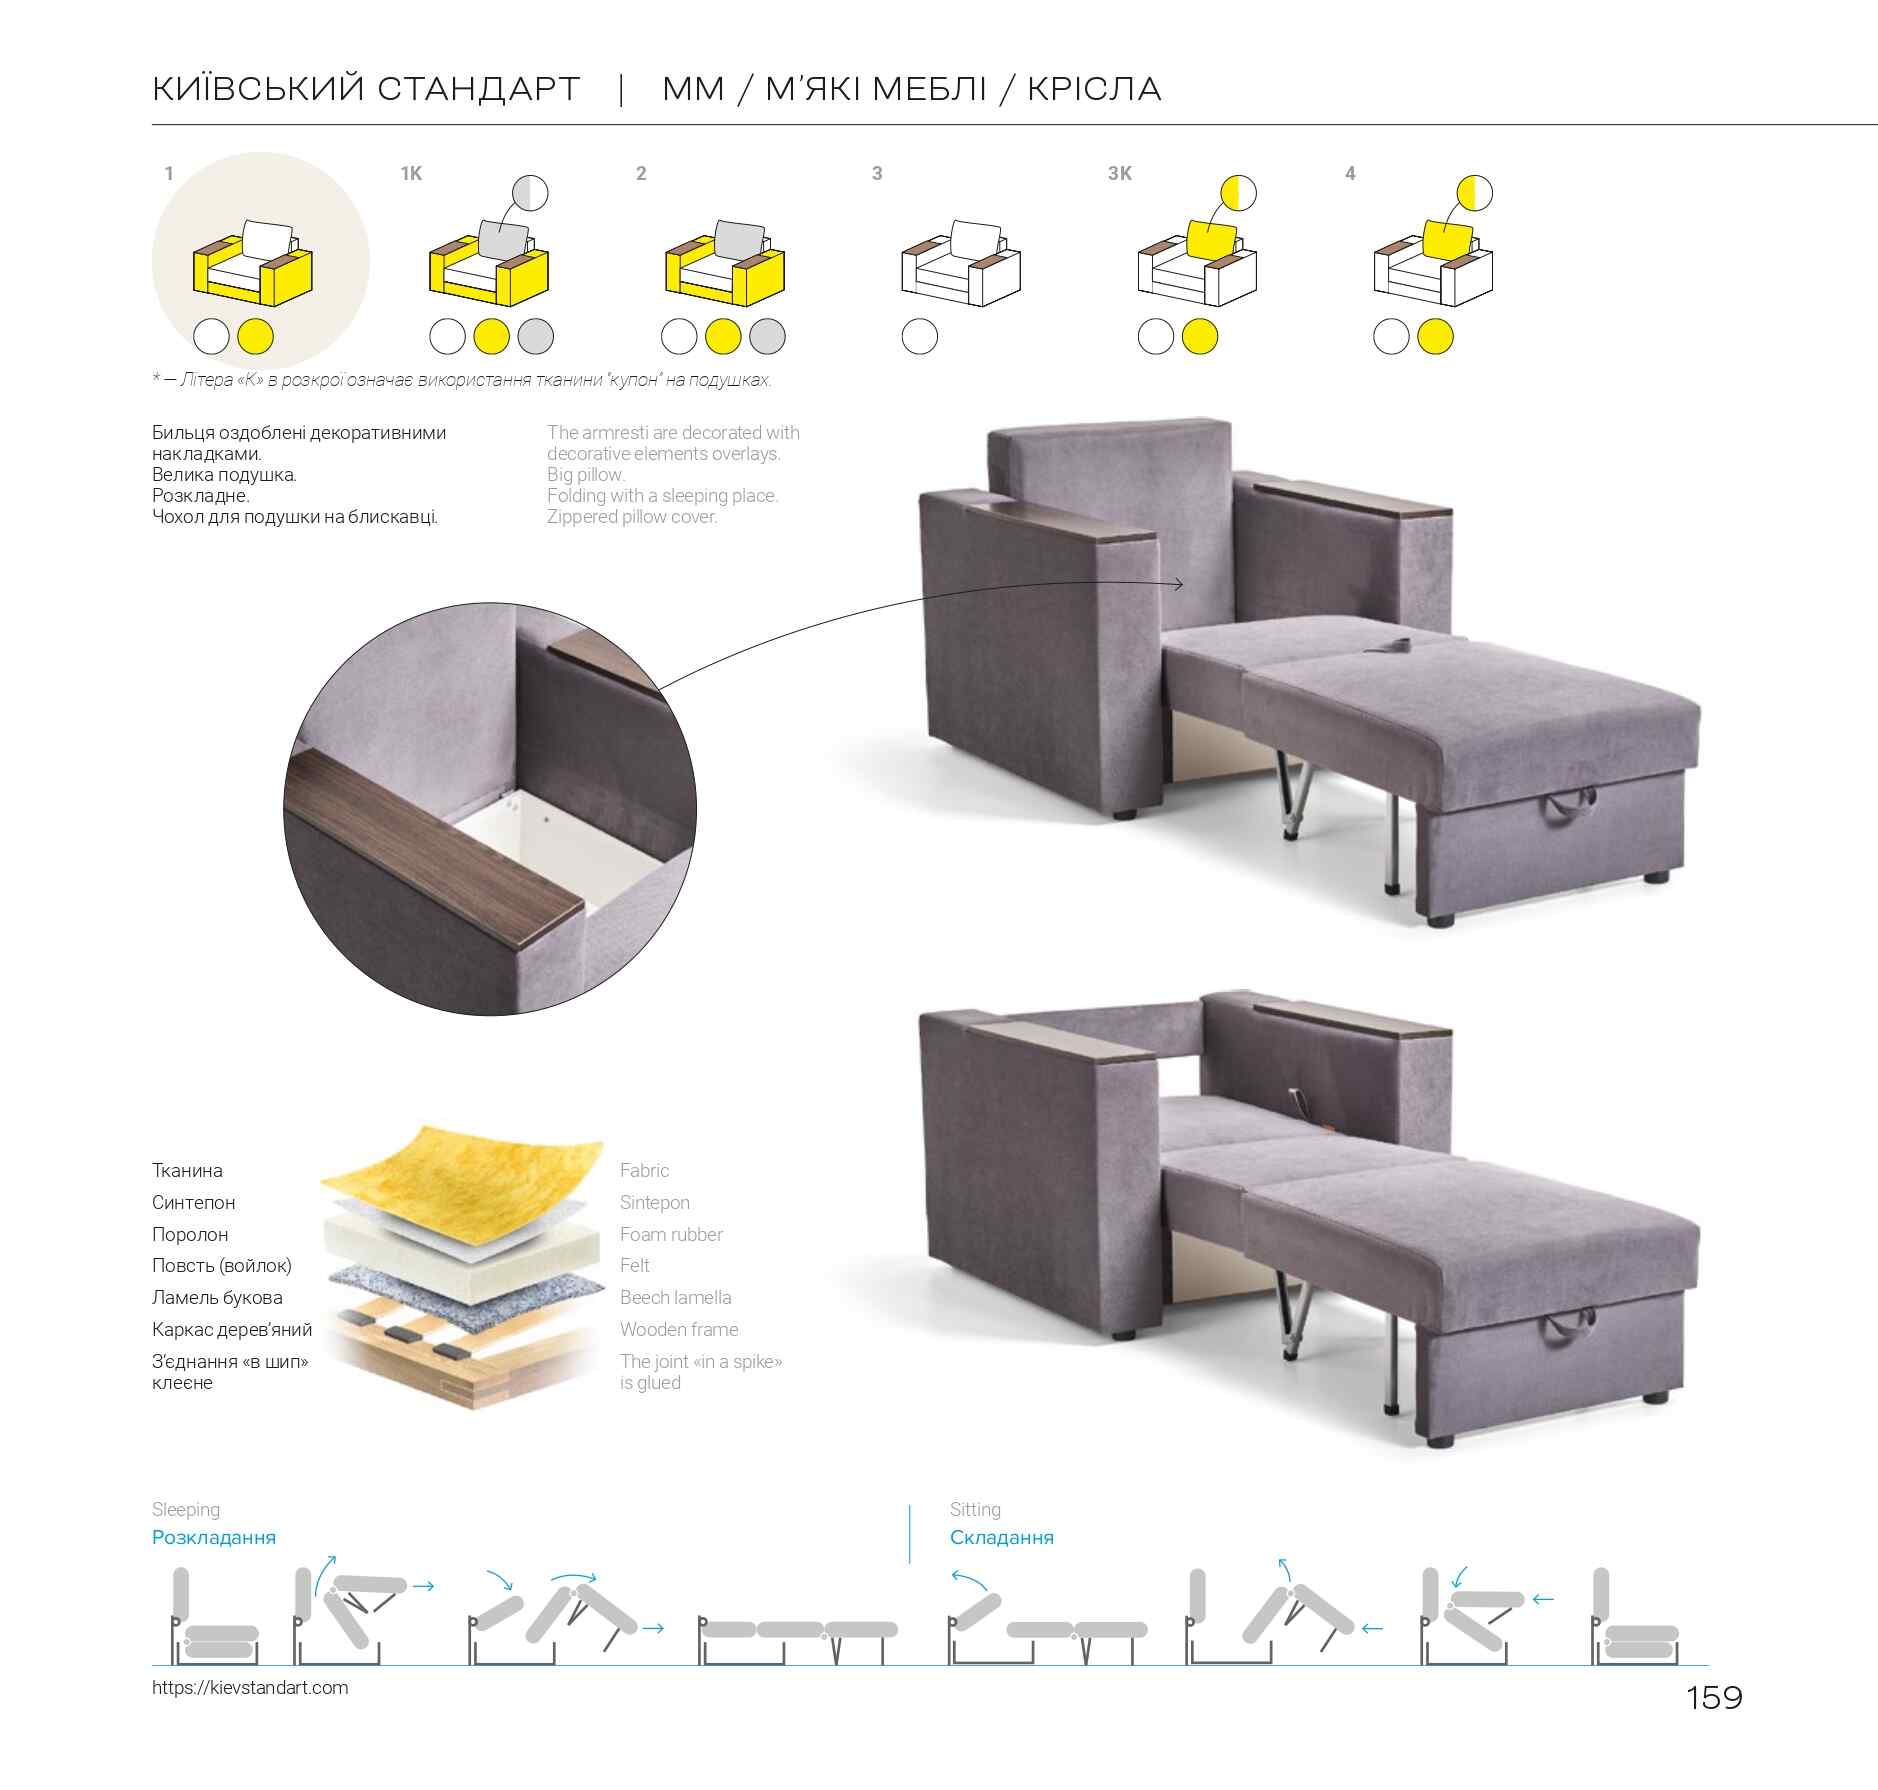 КИЇВСЬКИЙ СТАНДАРТ | ММ / М’ЯКІ МЕБЛІ / КРІСЛА
1 1К 2 3 3К 4
* — Літера «К» в розкрої означає використання тканини “купон” на подушках.
Бильця оздоблені декоративними
накладками.
Велика подушка.
Розкладне.
Чохол для подушки на блискавці.
The armresti are decorated with
decorative elements overlays.
Big pillow.
Folding with a sleeping place.
Zippered pillow cover.
Тканина
Синтепон
Поролон
Повсть (войлок)
Ламель букова
Каркас дерев’яний
З’єднання «в шип»
клеєне
Fabric
Sintepon
Foam rubber
Felt
Beech lamella
Wooden frame
The joint «in a spike»
is glued
Sleeping
Розкладання
Sitting
Складання
https://kievstandart.com
159